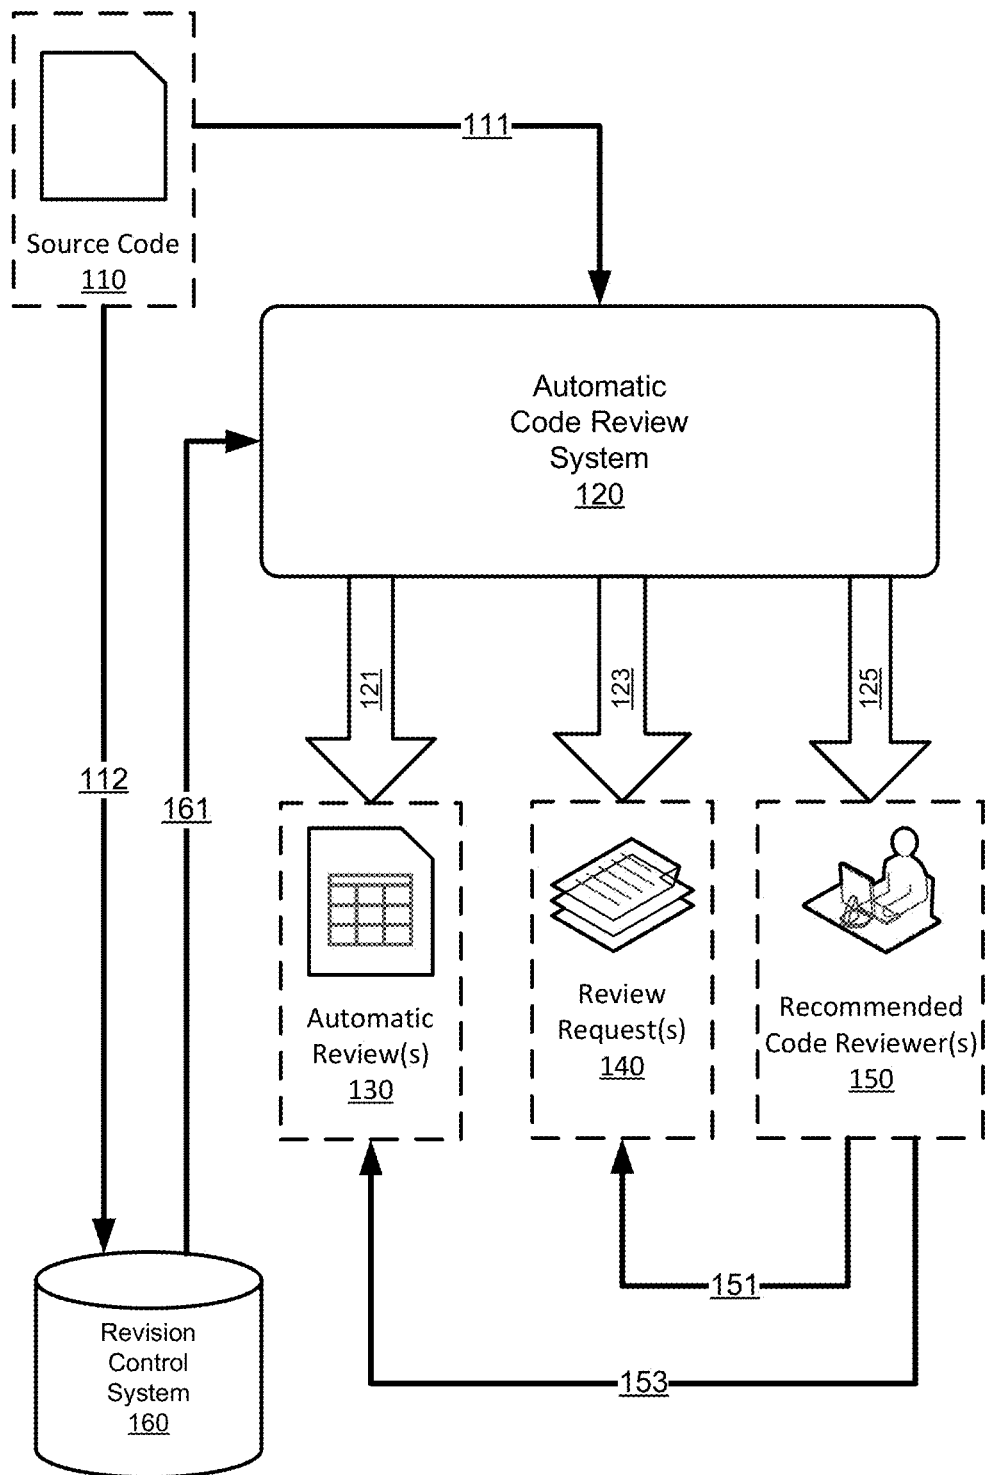 111
Source Code
110
Automatic
Code Review
System
120
121
123
125
112
161
Automatic
Review(s)
130
Review
Request(s)
140
Recommended
Code Reviewer(s)
150
151
153
Revision
Control
System
160